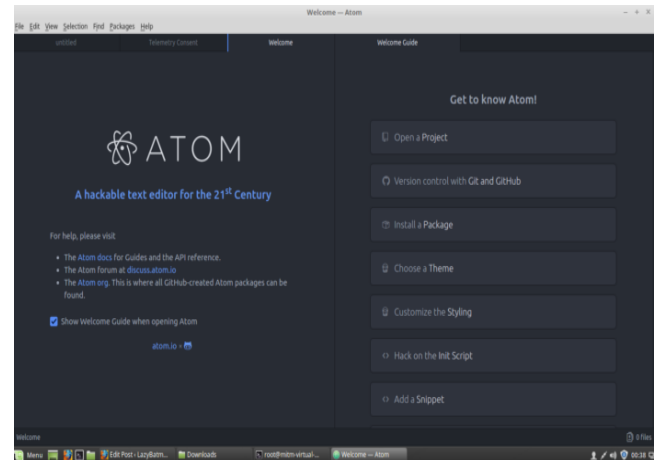 Welcome — Atom
File Edit View Selection Find Packages Help
untitled Telemetry Consent Welcome Welcome Guide
ATOM
A hackable text editor for the 21st Century
For help, please visit
The Atom docs for Guides and the API reference.
The Atom forum at discuss.atom.io
The Atom org. This is where all GitHub-created Atom packages can be
found.
Show Welcome Guide when opening Atom
atom.io ×
Get to know Atom!
Open a Project
Version control with Git and GitHub
Install a Package
Choose a Theme
Customize the Styling
Hack on the Init Script
Add a Snippet
Welcome 0 files
Menu Edit Post ‹ LazyBatm... Downloads root@mitm-virtual-... Welcome — Atom 00:38